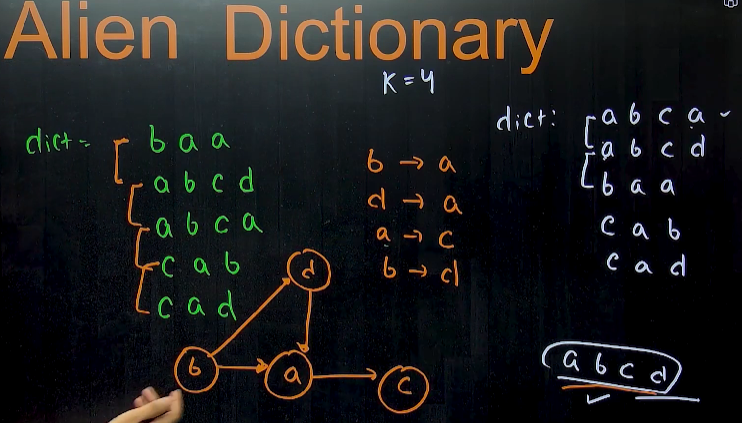 Alien Dictionary
K = 4
dict =
b a a
a b c d
a b c a
c a b
c a d
b → a
d → a
a → c
b → d
dict:
a b c a
a b c d
b a a
c a b
c a d
d
b
a
c
a b c d